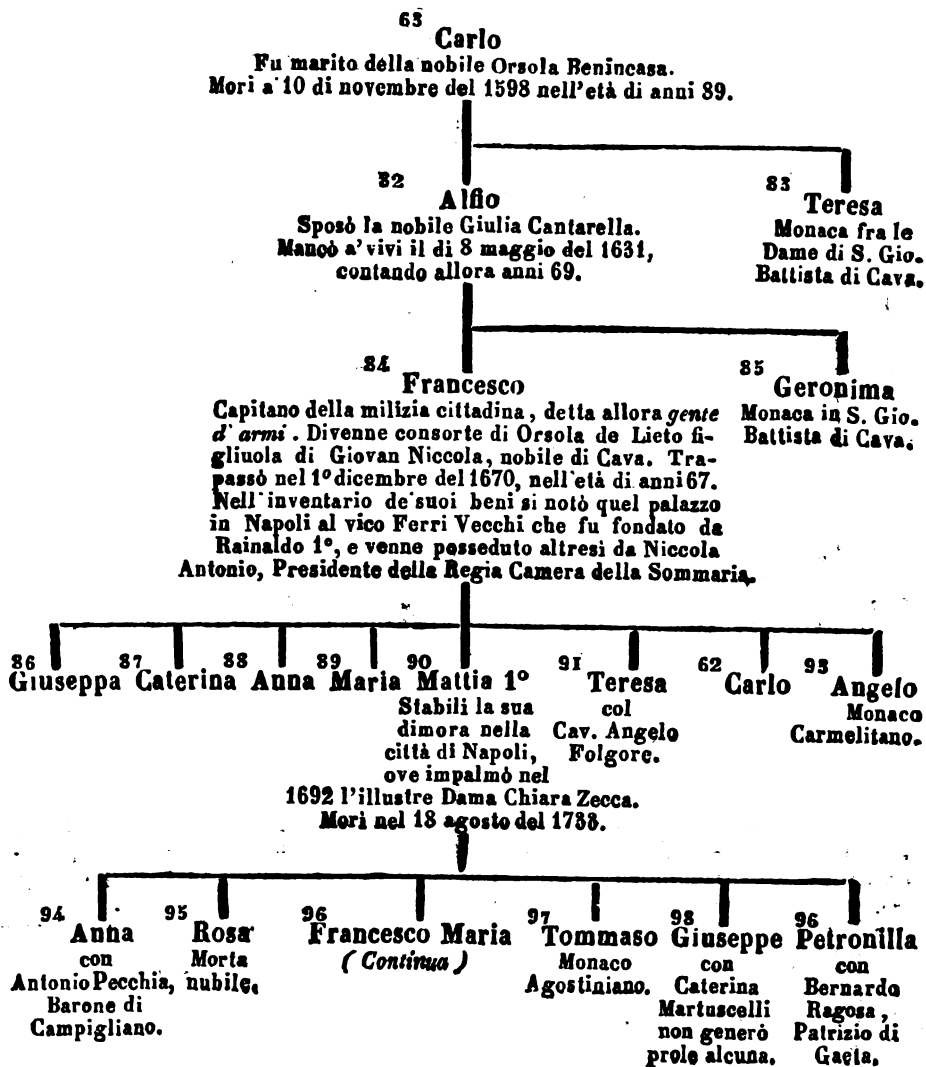 63
Carlo
Fu marito della nobile Orsola Benincasa.
Morì a' 10 di novembre del 1598 nell'età di anni 89.
82
Alfio
Sposò la nobile Giulia Cantarella.
Mancò a' vivi il dì 8 maggio del 1631,
contando allora anni 69.
83
Teresa
Monaca fra le
Dame di S. Gio.
Battista di Cava.
84
Francesco
Capitano della milizia cittadina, detta allora gente
d'armi. Divenne consorte di Orsola de Lieto fi-
gliuola di Giovan Niccola, nobile di Cava. Tra-
passò nel 1º dicembre del 1670, nell'età di anni 67.
Nell'inventario de' suoi beni si notò quel palazzo
in Napoli al vico Ferri Vecchi che fu fondato da
Rainaldo 1º, e venne posseduto altresì da Niccola
Antonio, Presidente della Regia Camera della Sommaria.
85
Geronima
Monaca in S. Gio.
Battista di Cava.
86
Giuseppa
87
Caterina
88
Anna
89
Maria
90
Mattia 1º
Stabilì la sua
dimora nella
città di Napoli,
ove impalmò nel
1692 l'illustre Dama Chiara Zecca.
Morì nel 18 agosto del 1738.
91
Teresa
col
Cav. Angelo
Folgore.
62
Carlo
93
Angelo
Monaco
Carmelitano.
94
Anna
con
Antonio Pecchia,
Barone di
Campigliano.
95
Rosa
Morta
nubile.
96
Francesco Maria
(Continua)
97
Tommaso
Monaco
Agostiniano.
98
Giuseppe
con
Caterina
Martuscelli
non generò
prole alcuna.
96
Petronilla
con
Bernardo
Ragosa,
Patrizio di
Gaeta.